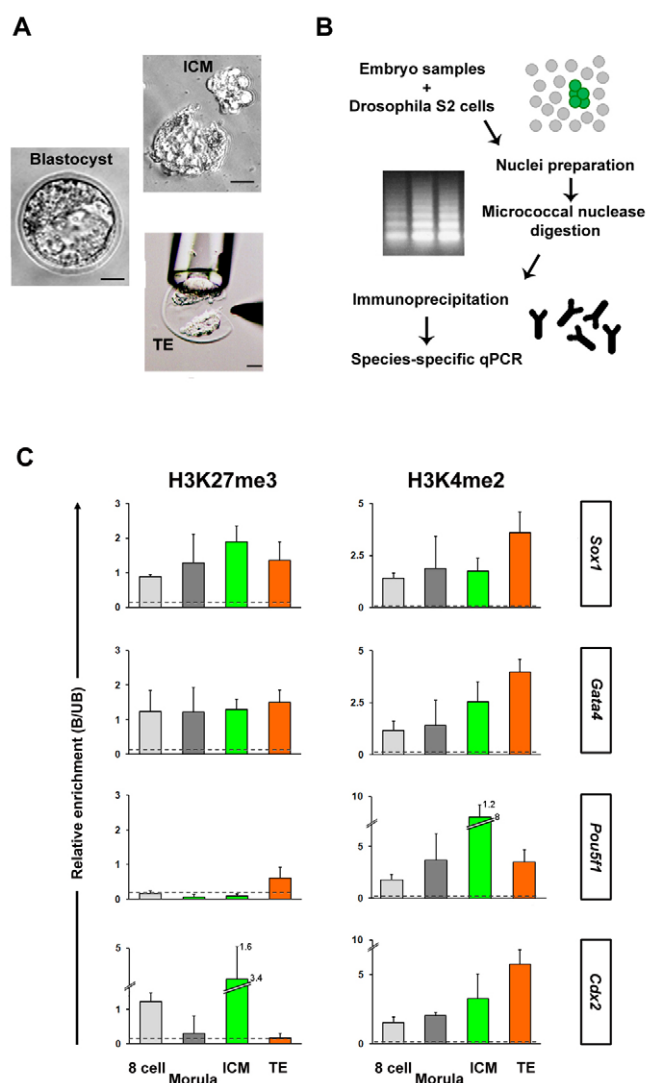 A
ICM
Blastocyst
TE
B
Embryo samples
+
Drosophila S2 cells
Nuclei preparation
Micrococcal nuclease
digestion
Immunoprecipitation
Species-specific qPCR
C
H3K27me3
H3K4me2
Relative enrichment (B/UB)
3
2
1
0
5
2.5
0
Sox1
3
2
1
0
5
2.5
0
Gata4
3
2
1
0
10
5
0
1.2
8
Pou5f1
5
1
0
1.6
3.4
10
5
0
Cdx2
8 cell
Morula
ICM
TE
8 cell
Morula
ICM
TE